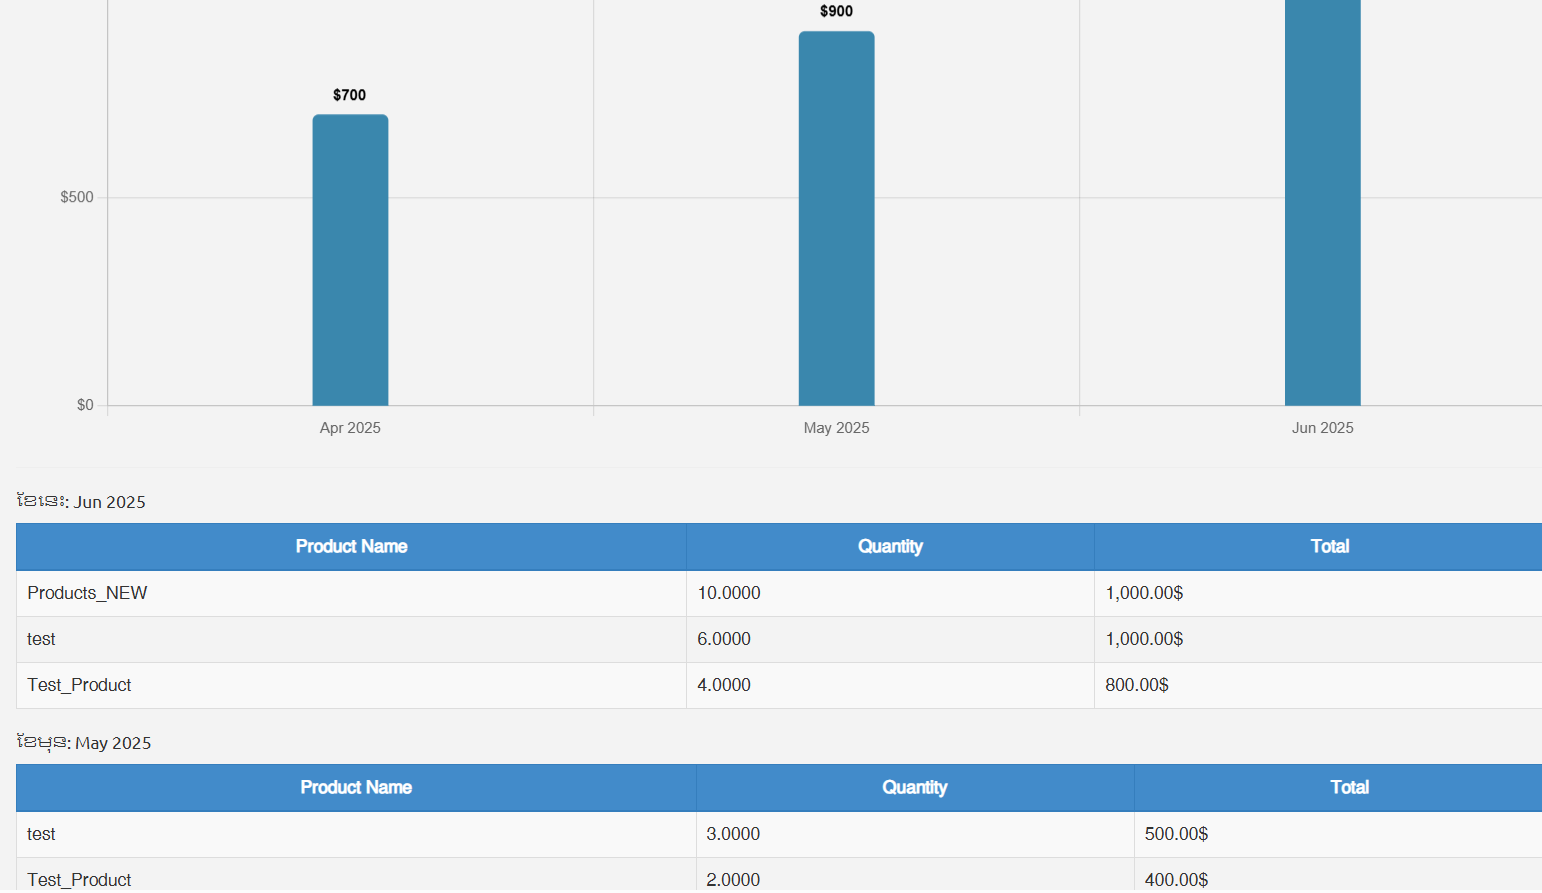 $900
$700
$500
$0
Apr 2025 May 2025 Jun 2025
ខែនេះ: Jun 2025
Product Name Quantity Total
Products_NEW 10.0000 1,000.00$
test 6.0000 1,000.00$
Test_Product 4.0000 800.00$
ខែមុន: May 2025
Product Name Quantity Total
test 3.0000 500.00$
Test_Product 2.0000 400.00$